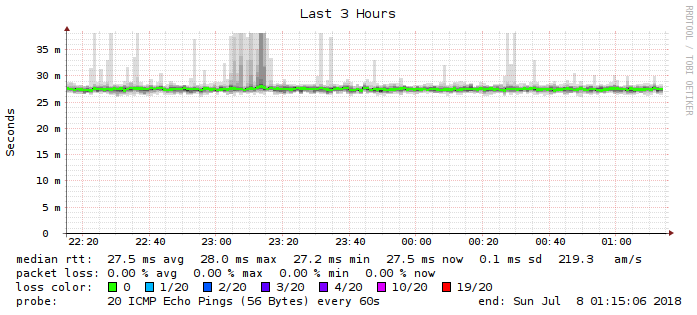 Last 3 Hours
RRDTOOL / TOBI OETIKER
Seconds
35 m
30 m
25 m
20 m
15 m
10 m
5 m
0
22:20 22:40 23:00 23:20 23:40 00:00 00:20 00:40 01:00
median rtt: 27.5 ms avg 28.0 ms max 27.2 ms min 27.5 ms now 0.1 ms sd 219.3 am/s
packet loss: 0.00 % avg 0.00 % max 0.00 % min 0.00 % now
loss color: 0 1/20 2/20 3/20 4/20 10/20 19/20
probe: 20 ICMP Echo Pings (56 Bytes) every 60s end: Sun Jul 8 01:15:06 2018